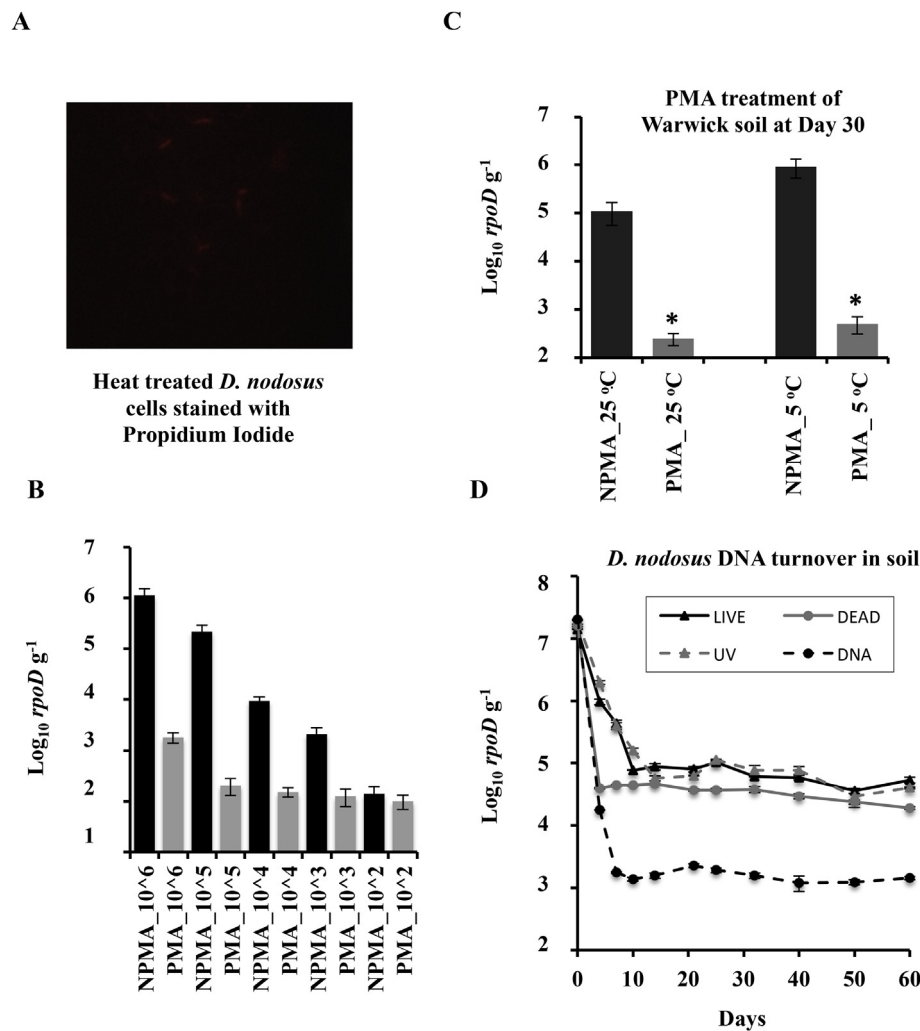 A
Heat treated D. nodosus
cells stained with
Propidium Iodide
B
7
6
5
4
3
2
1
Log10 rpoD g-1
NPMA_10^6
PMA_10^6
NPMA_10^5
PMA_10^5
NPMA_10^4
PMA_10^4
NPMA_10^3
PMA_10^3
NPMA_10^2
PMA_10^2
C
PMA treatment of
Warwick soil at Day 30
7
6
5
4
3
2
Log10 rpoD g-1
*
*
NPMA_25 oC
PMA_ 25 oC
NPMA_5 oC
PMA_ 5 oC
D
D. nodosus DNA turnover in soil
8
7
6
5
4
3
2
Log10 rpoD g-1
LIVE
DEAD
UV
DNA
0
10
20
30
40
50
60
Days